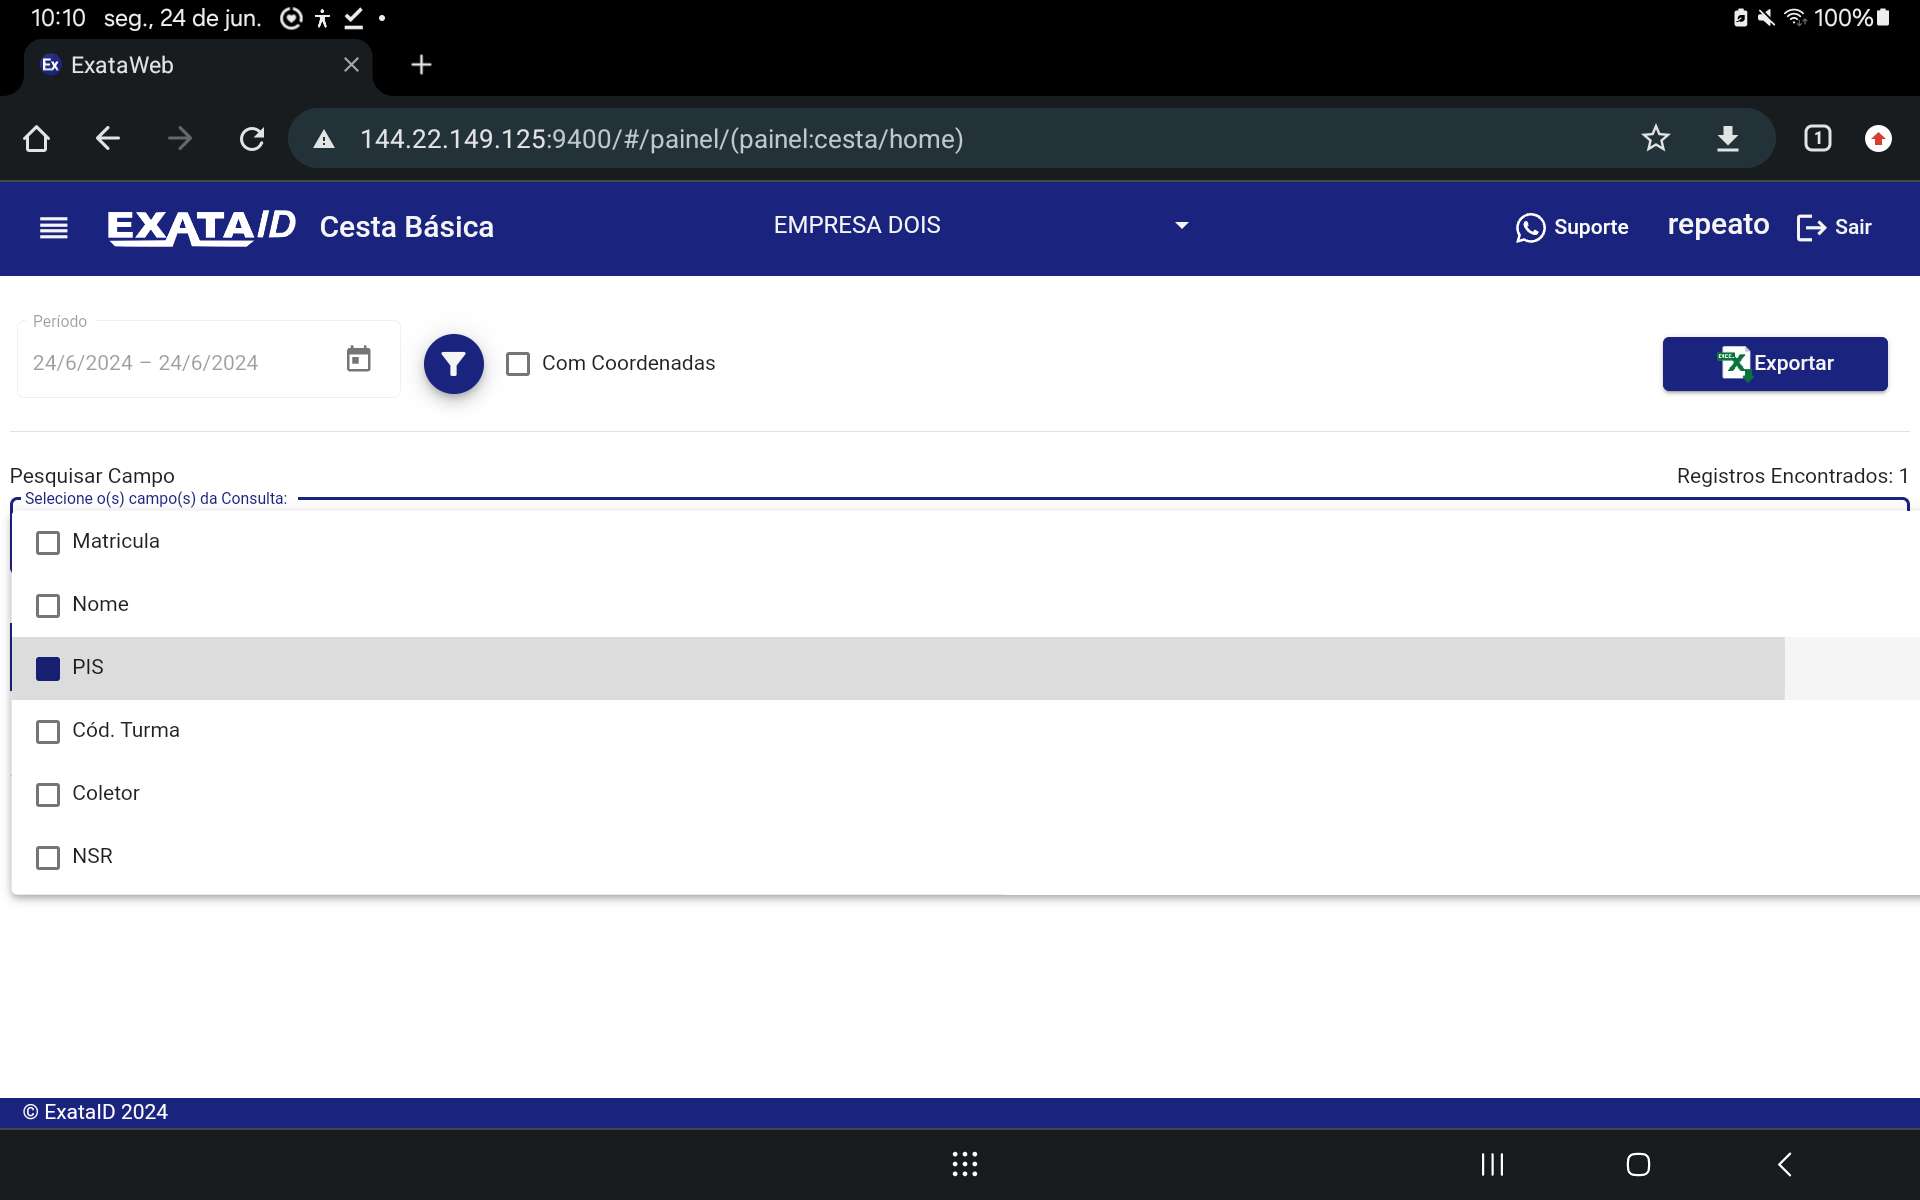 10:10 seg., 24 de jun. 100%
Ex ExataWeb
144.22.149.125:9400/#/painel/(painel:cesta/home) 1
EXATAID Cesta Básica EMPRESA DOIS Suporte repeato Sair
Período
24/6/2024 – 24/6/2024 Com Coordenadas Exportar
Pesquisar Campo Registros Encontrados: 1
Selecione o(s) campo(s) da Consulta:
Matricula
Nome
PIS
Cód. Turma
Coletor
NSR
© ExataID 2024